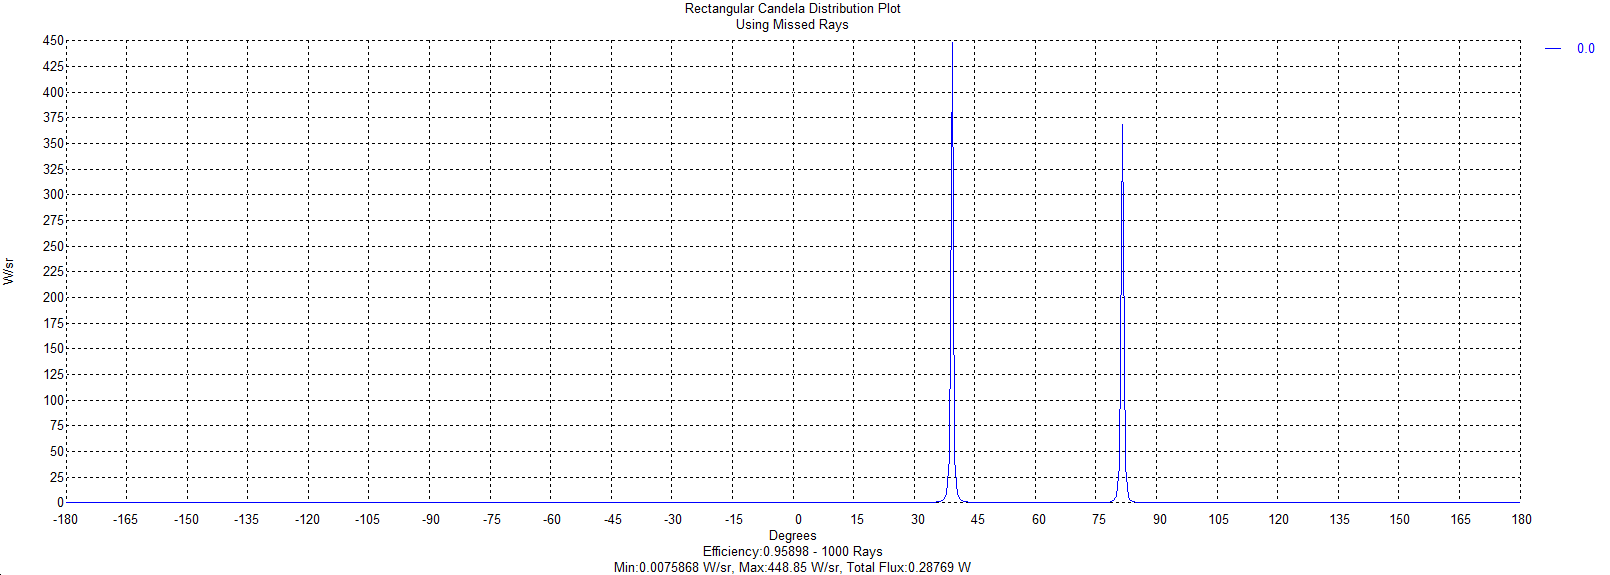 Rectangular Candela Distribution Plot
Using Missed Rays
0.0
450
425
400
375
350
325
300
275
250
225
200
175
150
125
100
75
50
25
0
W/sr
-180 -165 -150 -135 -120 -105 -90 -75 -60 -45 -30 -15 0 15 30 45 60 75 90 105 120 135 150 165 180
Degrees
Efficiency:0.95898 - 1000 Rays
Min:0.0075868 W/sr, Max:448.85 W/sr, Total Flux:0.28769 W